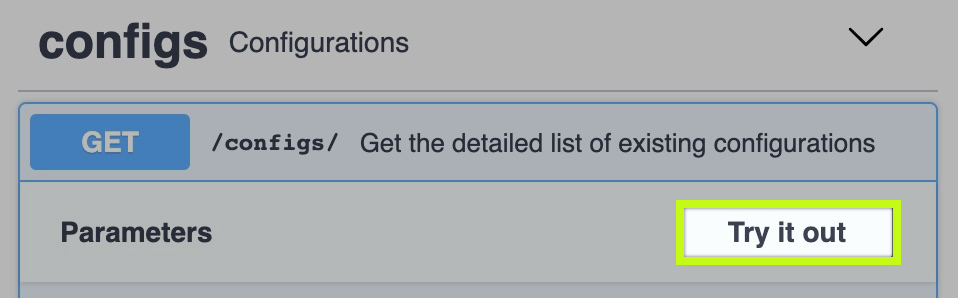 configs Configurations
GET /configs/ Get the detailed list of existing configurations
Parameters Try it out